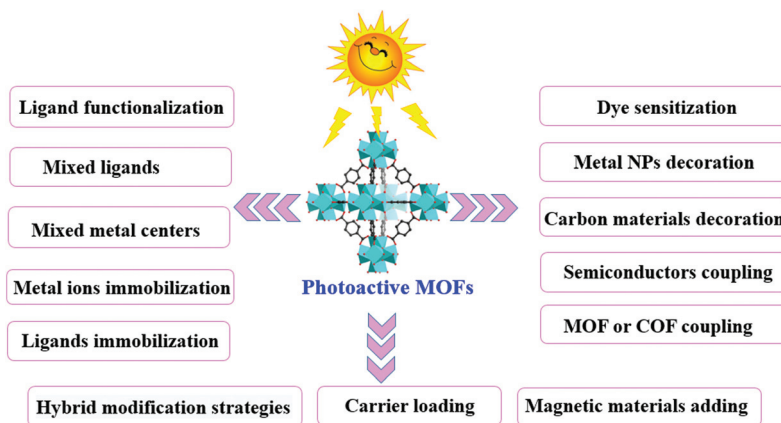 Ligand functionalization
Mixed ligands
Mixed metal centers
Metal ions immobilization
Ligands immobilization
Photoactive MOFs
Dye sensitization
Metal NPs decoration
Carbon materials decoration
Semiconductors coupling
MOF or COF coupling
Hybrid modification strategies
Carrier loading
Magnetic materials adding